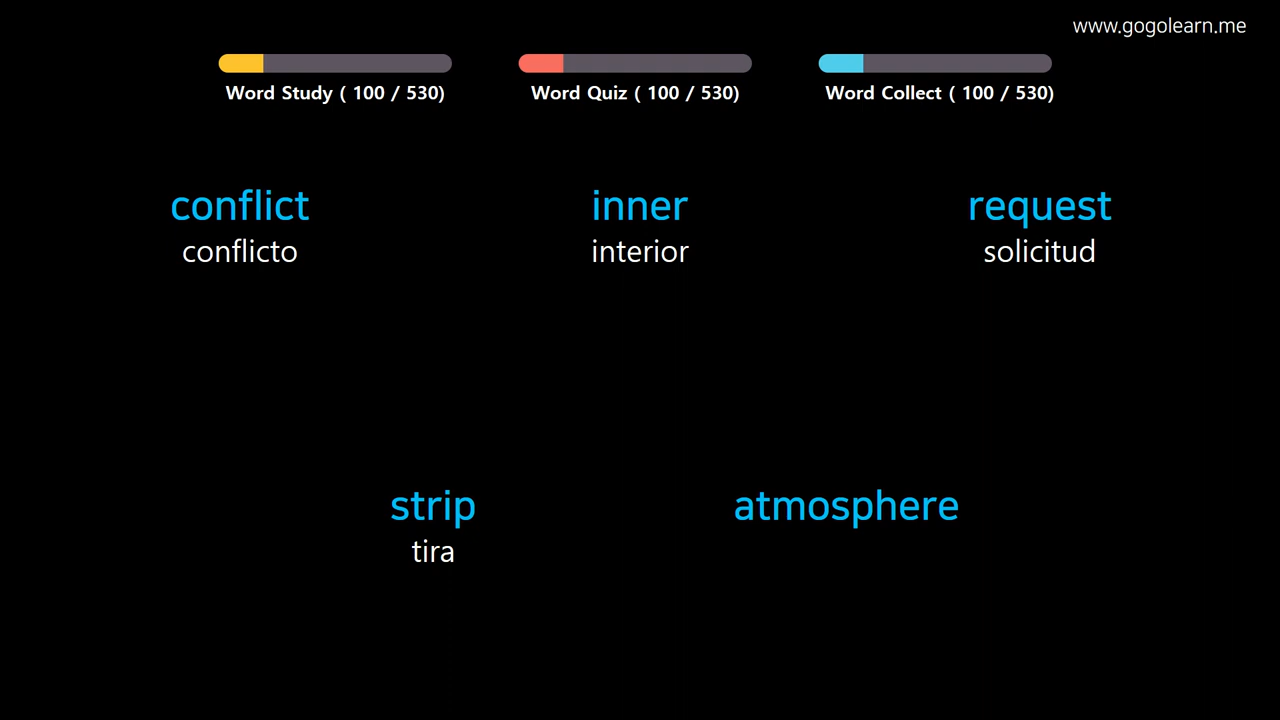 www.gogolearn.me
Word Study ( 100 / 530)
Word Quiz ( 100 / 530)
Word Collect ( 100 / 530)
conflict
conflicto
inner
interior
request
solicitud
strip
tira
atmosphere